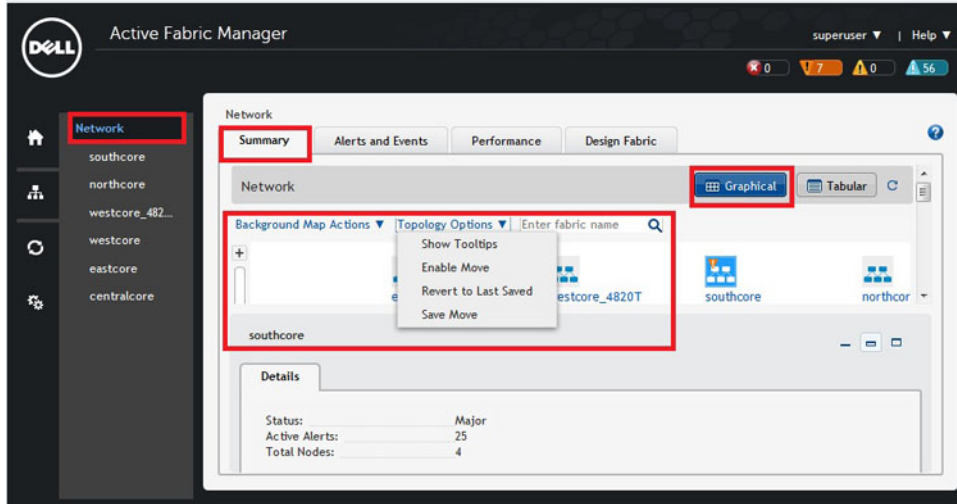 DELL
Active Fabric Manager
superuser ▼ | Help ▼
0 7 0 56
Network
southcore
northcore
westcore_482...
westcore
eastcore
centralcore
Network
Summary Alerts and Events Performance Design Fabric
Network Graphical Tabular
Background Map Actions ▼ Topology Options ▼ Enter fabric name
Show Tooltips
Enable Move
Revert to Last Saved
Save Move
e estcore_4820T southcore northcor
southcore
Details
Status: Major
Active Alerts: 25
Total Nodes: 4